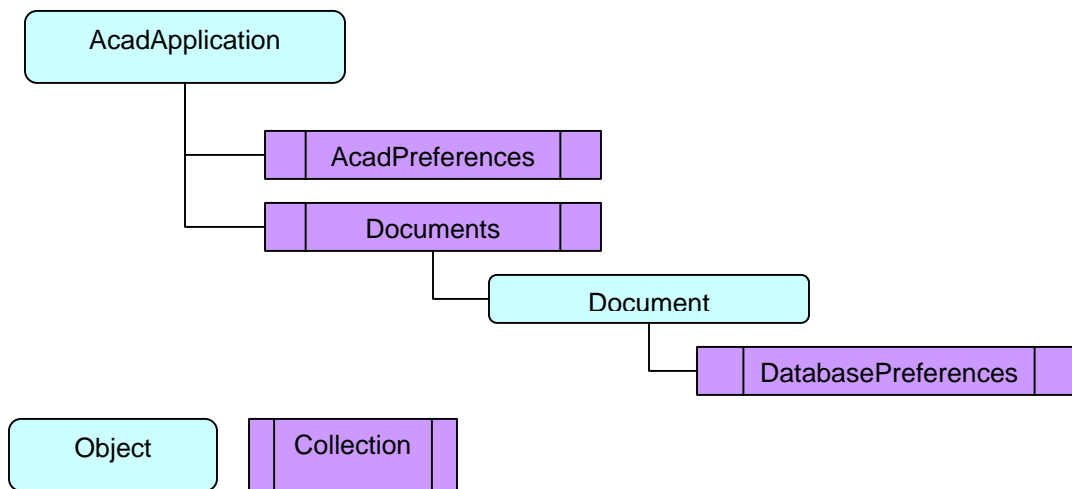 AcadApplication
AcadPreferences
Documents
Document
DatabasePreferences
Object
Collection